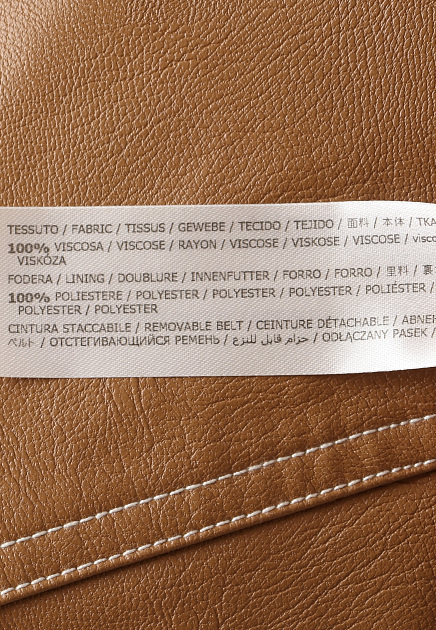 TESSUTO / FABRIC / TISSUS / GEWEBE / TECIDO / TEJIDO / 面料 / 本体 / TKA
100% VISCOSA / VISCOSE / RAYON / VISCOSE / VISKOSE / VISCOSE / visco
VISKÓZA
FODERA / LINING / DOUBLURE / INNENFUTTER / FORRO / FORRO / 里料 / 裏
100% POLIESTERE / POLYESTER / POLYESTER / POLYESTER / POLIÉSTER /
POLYESTER / POLYESTER
CINTURA STACCABILE / REMOVABLE BELT / CEINTURE DÉTACHABLE / ABNEH
ベルト / ОТСТЕГИВАЮЩИЙСЯ РЕМЕНЬ / حزام قابل للنزع / ODŁĄCZANY PASEK /